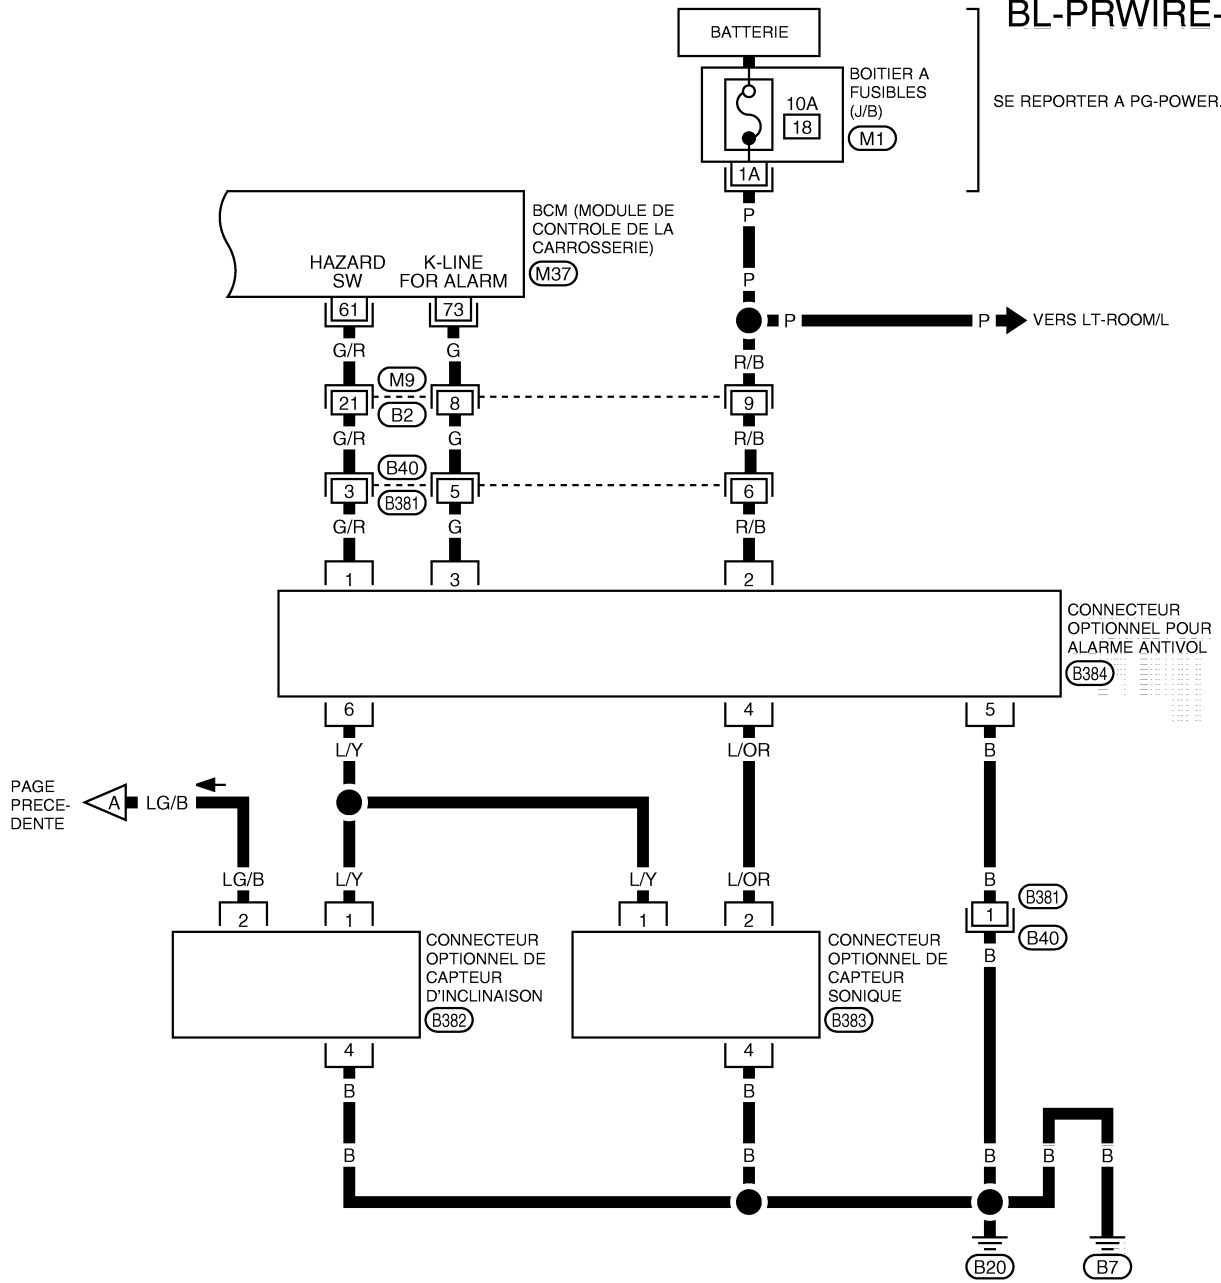 BL-PRWIRE-
BATTERIE
BOITIER A
FUSIBLES
(J/B)
M1
10A
18
SE REPORTER A PG-POWER.
1A
P
BCM (MODULE DE
CONTROLE DE LA
CARROSSERIE)
M37
HAZARD
SW
K-LINE
FOR ALARM
P
61
73
P
P
VERS LT-ROOM/L
G/R
G
R/B
M9
21
8
9
B2
G/R
G
R/B
B40
3
5
6
B381
G/R
G
R/B
1
3
2
CONNECTEUR
OPTIONNEL POUR
ALARME ANTIVOL
B384
6
4
5
L/Y
L/OR
B
PAGE
PRECE-
DENTE
A
LG/B
LG/B
L/Y
L/Y
L/OR
B
B381
2
1
1
2
1
B40
CONNECTEUR
OPTIONNEL DE
CAPTEUR
D'INCLINAISON
B382
CONNECTEUR
OPTIONNEL DE
CAPTEUR
SONIQUE
B383
B
4
4
B
B
B
B
B
B
B
B20
B7